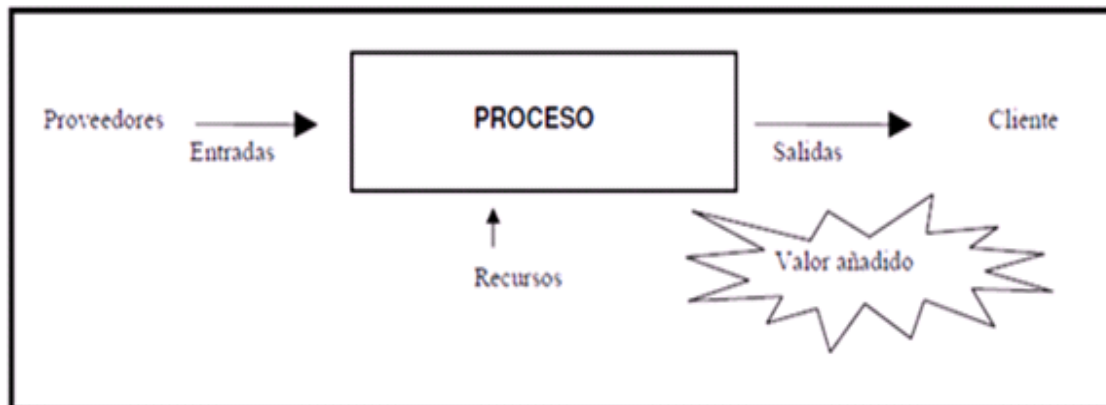 Proveedores
Entradas
PROCESO
Salidas
Cliente
Recursos
Valor añadido